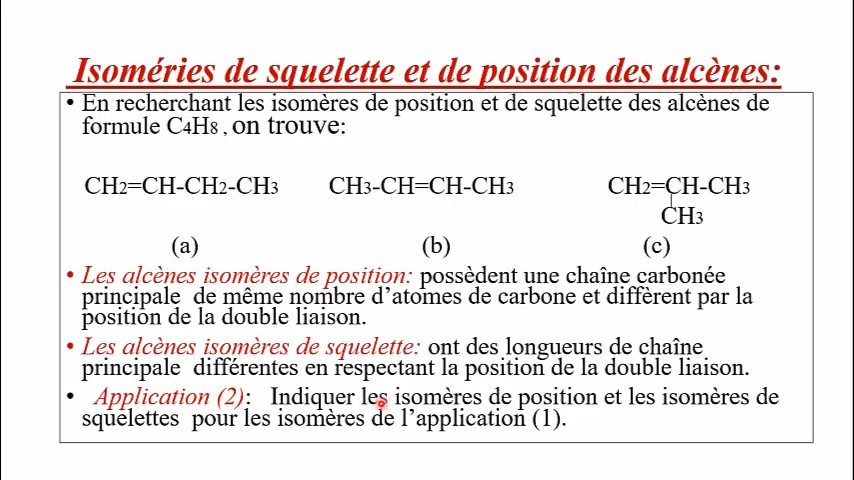 Isoméries de squelette et de position des alcènes:
• En recherchant les isomères de position et de squelette des alcènes de
formule C4H8 , on trouve:
CH2=CH-CH2-CH3 CH3-CH=CH-CH3 CH2=CH-CH3
CH3
(a) (b) (c)
• Les alcènes isomères de position: possèdent une chaîne carbonée
principale de même nombre d'atomes de carbone et diffèrent par la
position de la double liaison.
• Les alcènes isomères de squelette: ont des longueurs de chaîne
principale différentes en respectant la position de la double liaison.
• Application (2): Indiquer les isomères de position et les isomères de
squelettes pour les isomères de l'application (1).